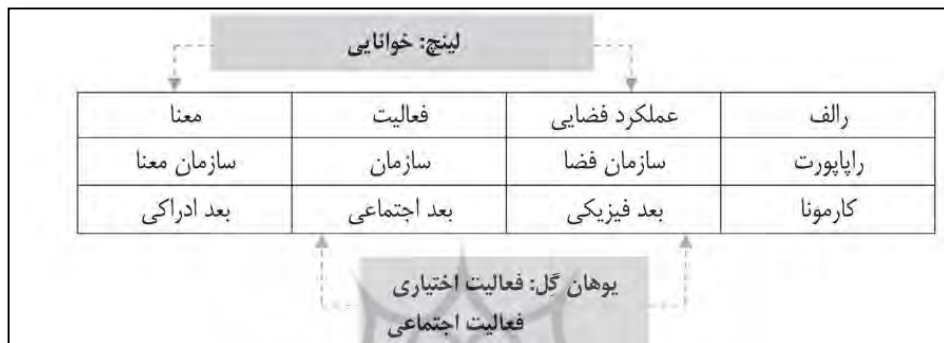 لینچ: خوانایی
رالف عملکرد فضایی فعالیت معنا
راپاپورت سازمان فضا سازمان سازمان معنا
کارمونا بعد فیزیکی بعد اجتماعی بعد ادراکی
یوهان گِل: فعالیت اختیاری
فعالیت اجتماعی